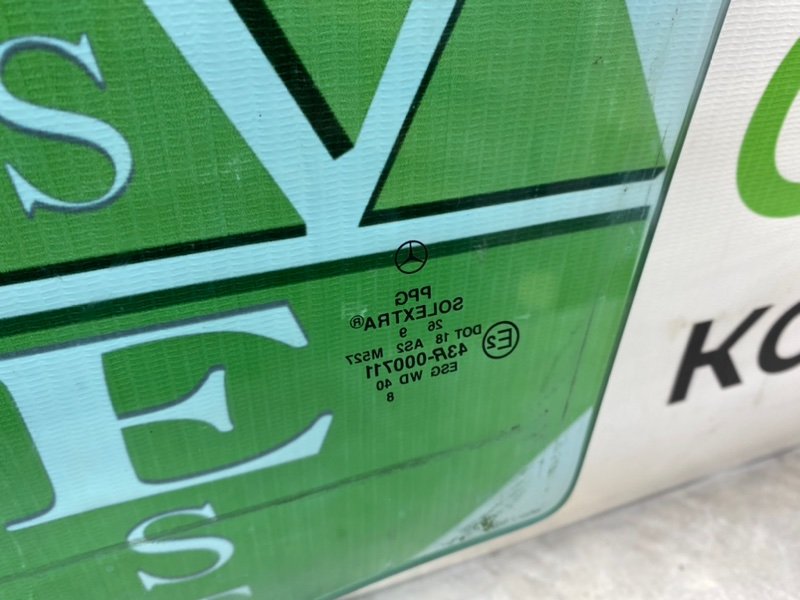 S
E
S
S
PPG
SOLEXTRA®
26 9
DOT 18 AS2 M527
E2
43R-000711
ESG WD 40
8